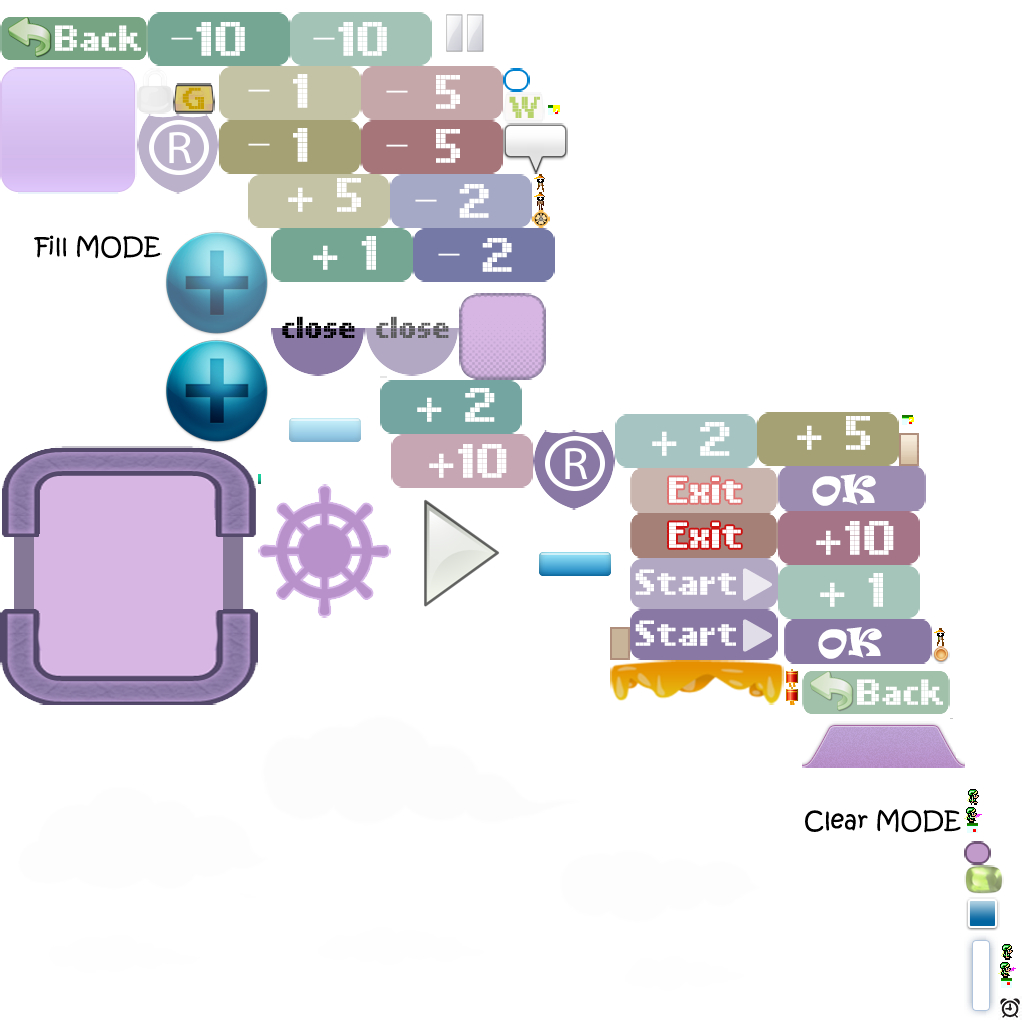 Back
−10
−10
G
− 1
− 5
W
R
− 1
− 5
+ 5
− 2
Fill MODE
+ 1
− 2
close
close
+ 2
+10
R
+ 2
+ 5
Exit
OK
Exit
+10
Start
+ 1
Start
OK
Back
Clear MODE